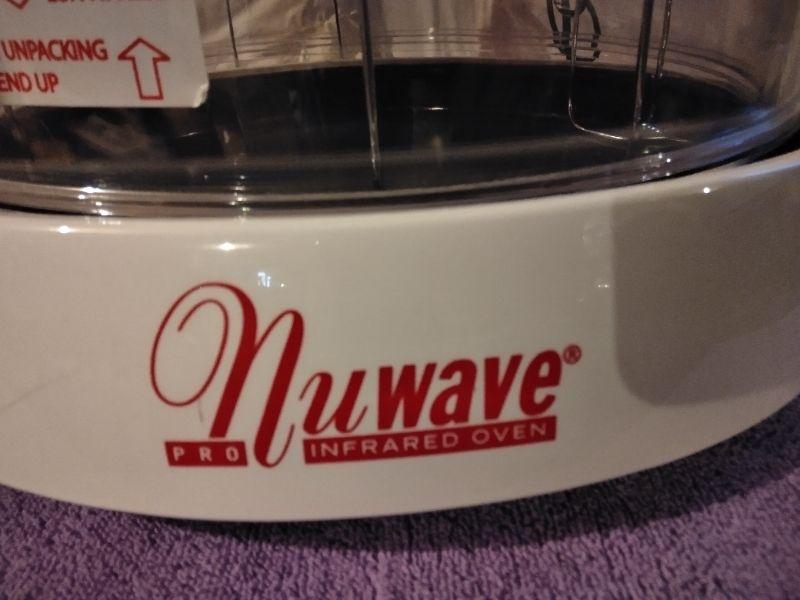 UNPACKING
END UP
Nuwave®
PRO INFRARED OVEN